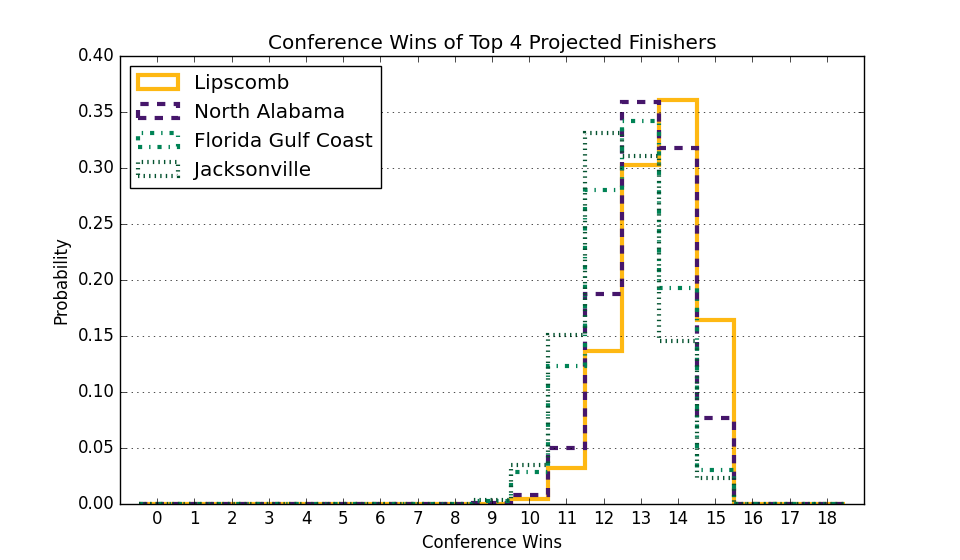 Conference Wins of Top 4 Projected Finishers
0.40
0.35
0.30
0.25
0.20
0.15
0.10
0.05
0.00
Probability
Lipscomb
North Alabama
Florida Gulf Coast
Jacksonville
0 1 2 3 4 5 6 7 8 9 10 11 12 13 14 15 16 17 18
Conference Wins